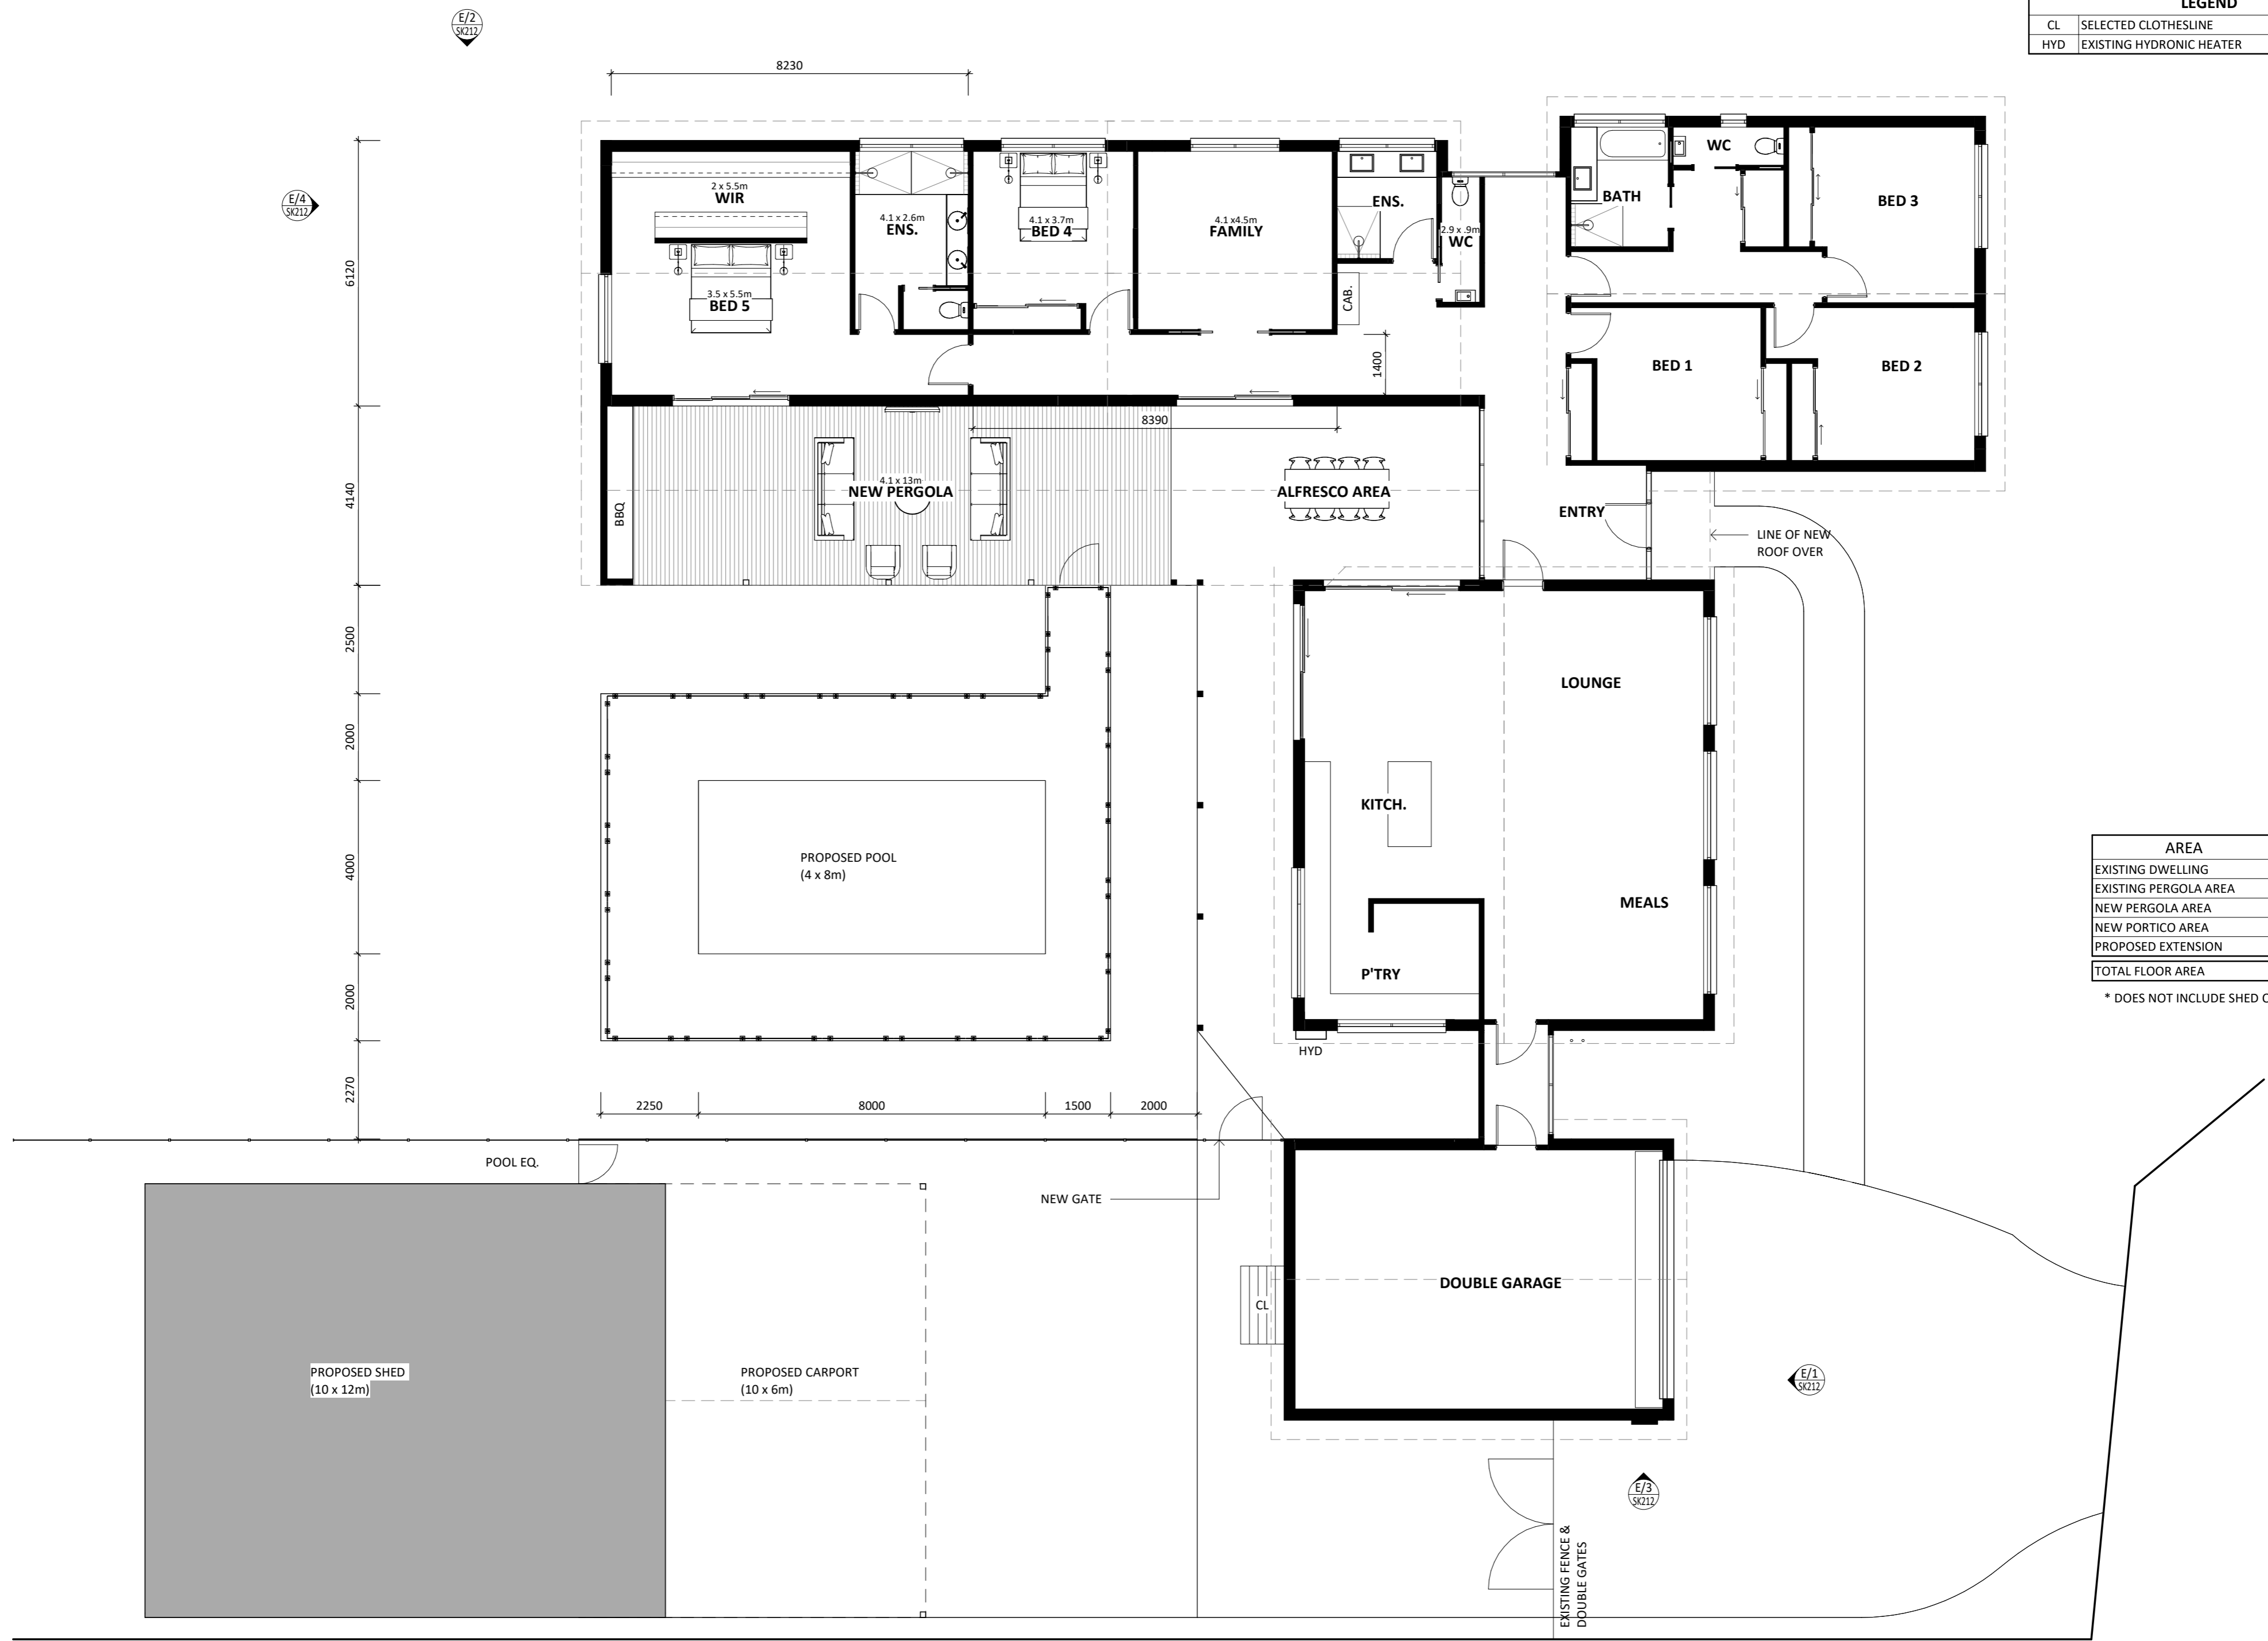 LEGEND
CL SELECTED CLOTHESLINE
HYD EXISTING HYDRONIC HEATER
E/2
SK212
8230
E/4
SK212
6120
4140
2500
2000
4000
2000
2270
2 x 5.5m
WIR
4.1 x 2.6m
ENS.
4.1 x 3.7m
BED 4
4.1 x4.5m
FAMILY
ENS.
2.9 x .9m
WC
3.5 x 5.5m
BED 5
CAB.
1400
BATH
WC
BED 3
BED 1
BED 2
8390
BBQ
4.1 x 13m
NEW PERGOLA
ALFRESCO AREA
ENTRY
LINE OF NEW
ROOF OVER
LOUNGE
KITCH.
MEALS
P'TRY
HYD
PROPOSED POOL
(4 x 8m)
2250
8000
1500
2000
AREA
EXISTING DWELLING
EXISTING PERGOLA AREA
NEW PERGOLA AREA
NEW PORTICO AREA
PROPOSED EXTENSION
TOTAL FLOOR AREA
* DOES NOT INCLUDE SHED
POOL EQ.
NEW GATE
DOUBLE GARAGE
CL
PROPOSED SHED
(10 x 12m)
PROPOSED CARPORT
(10 x 6m)
E/1
SK212
E/3
SK212
EXISTING FENCE &
DOUBLE GATES